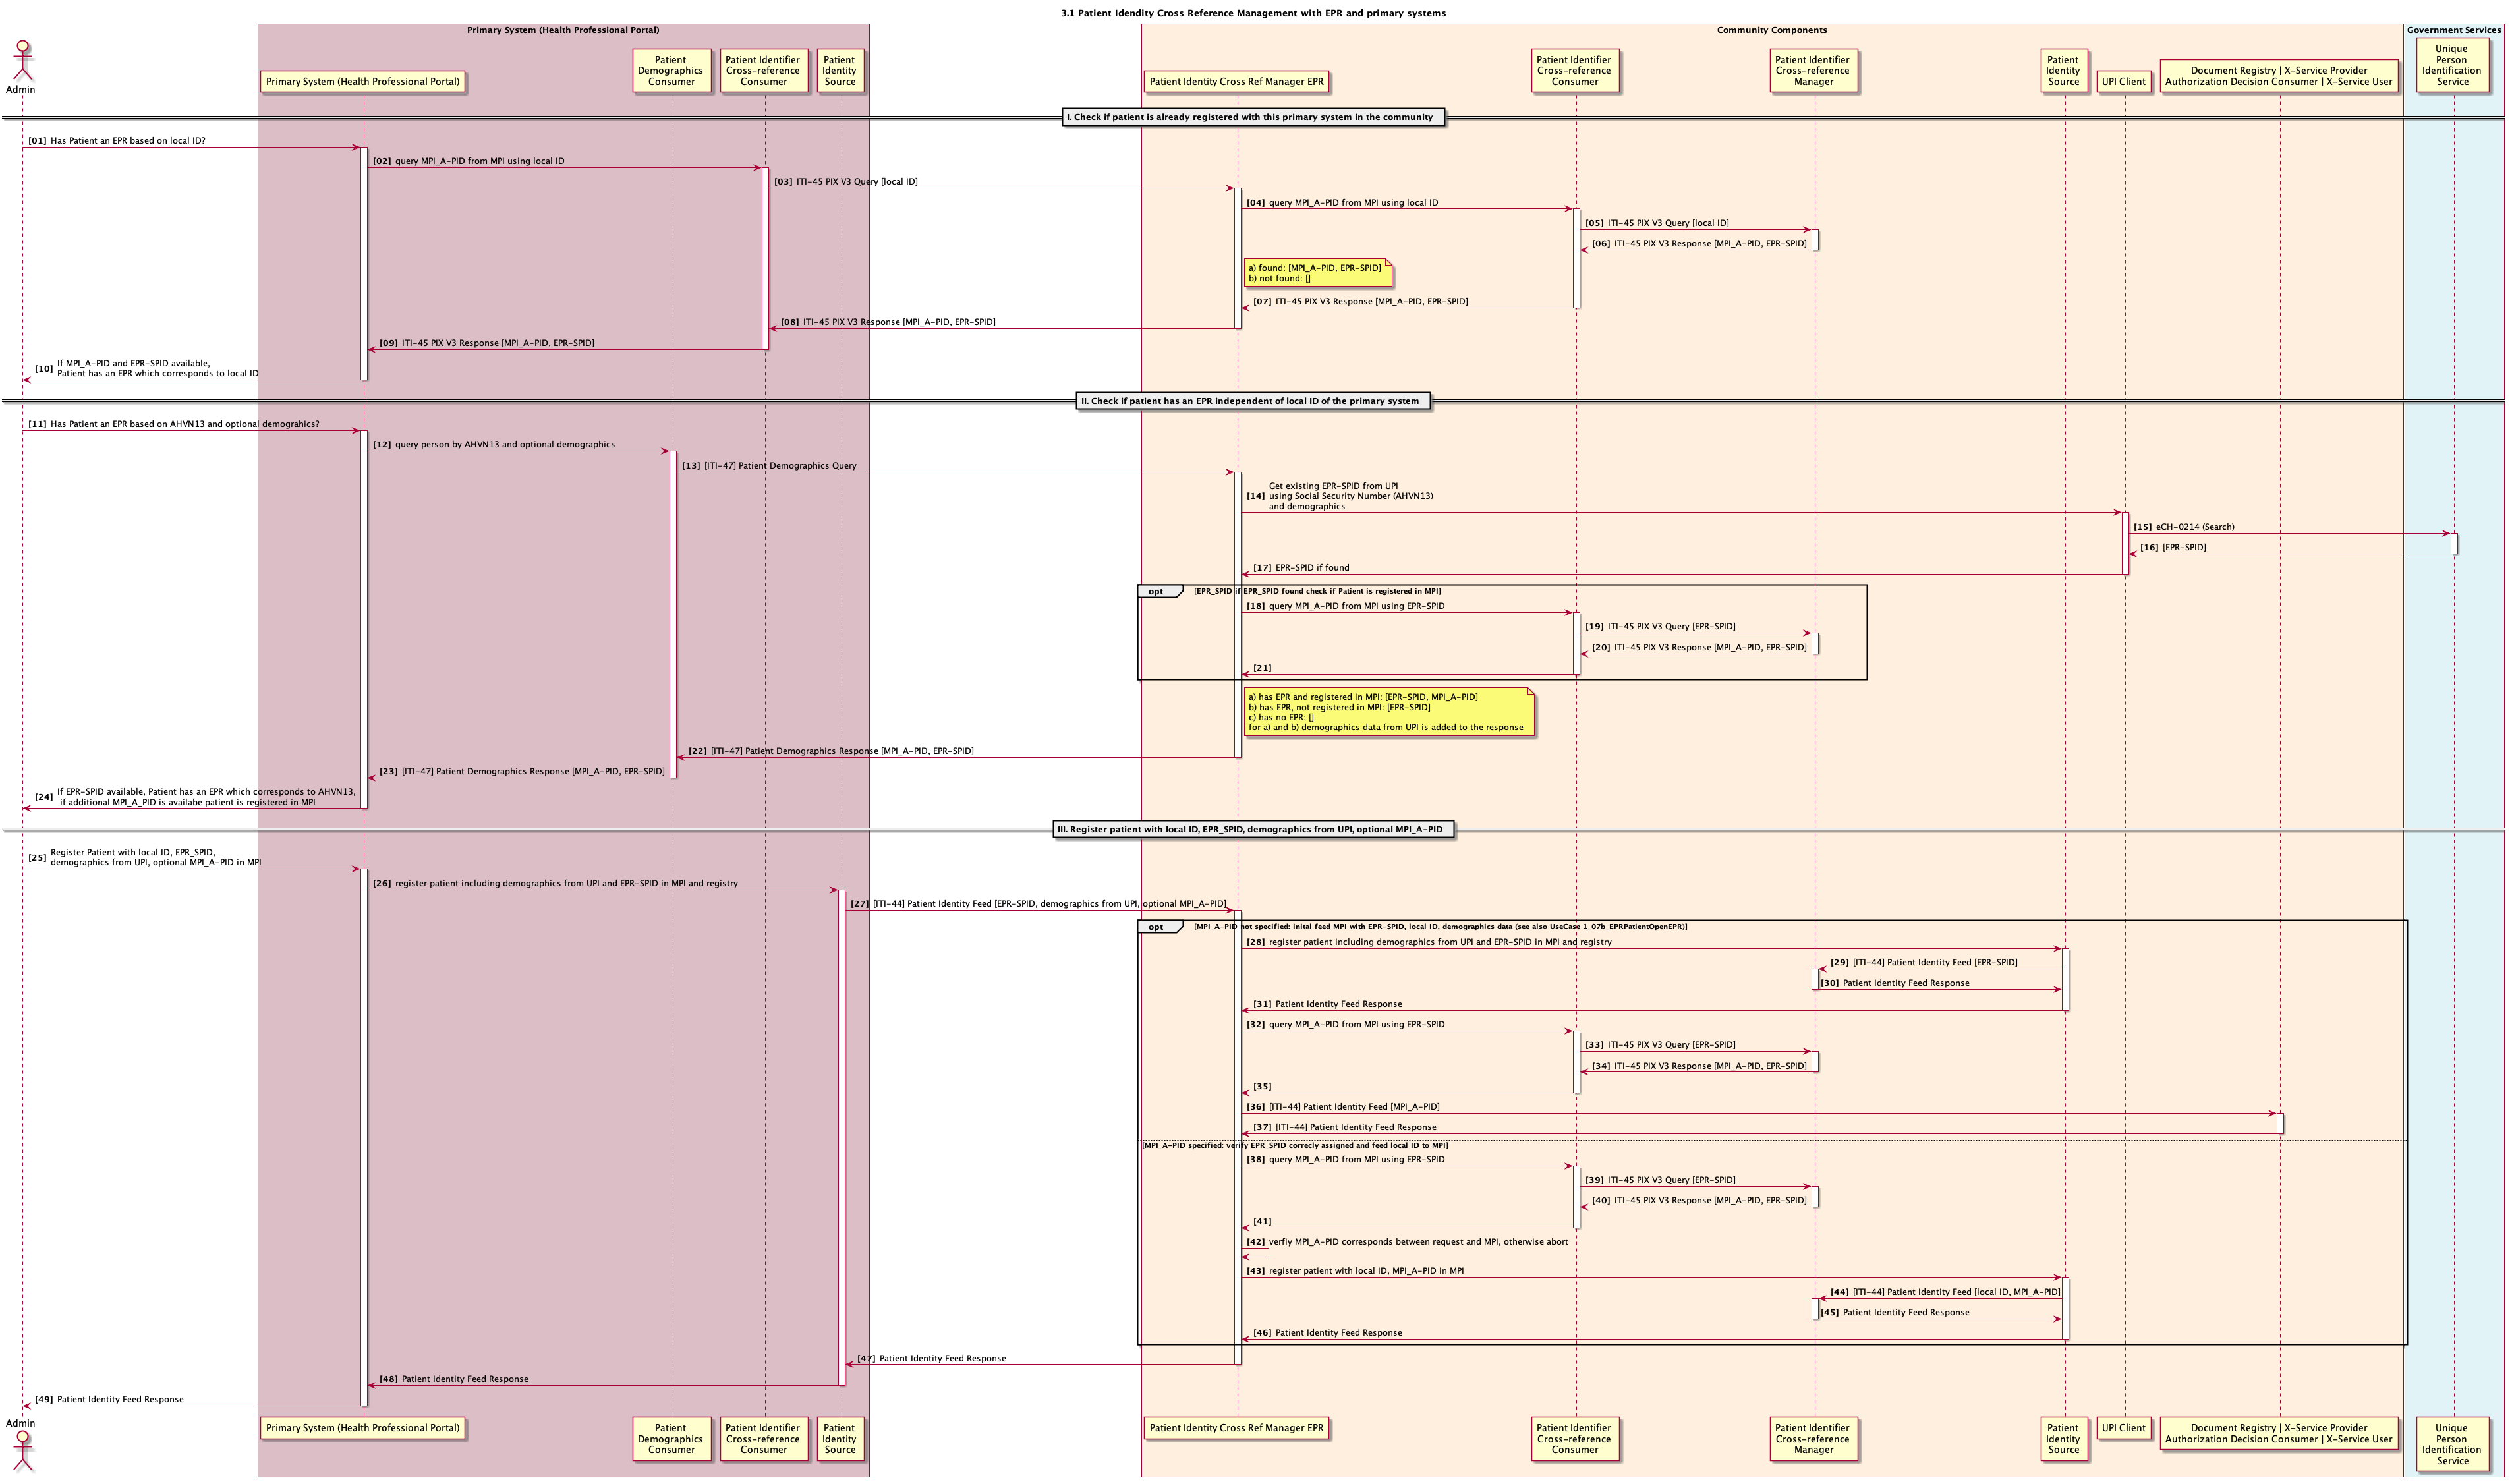 3.1 Patient Idendity Cross Reference Management with EPR and primary systems
Primary System (Health Professional Portal)
Community Components
Government Services
Admin
Primary System (Health Professional Portal)
Patient
Demographics
Consumer
Patient Identifier
Cross-reference
Consumer
Patient
Identity
Source
Patient Identity Cross Ref Manager EPR
Patient Identifier
Cross-reference
Consumer
Patient Identifier
Cross-reference
Manager
Patient
Identity
Source
UPI Client
Document Registry | X-Service Provider
Authorization Decision Consumer | X-Service User
Unique
Person
Identification
Service
I. Check if patient is already registered with this primary system in the community
[01] Has Patient an EPR based on local ID?
[02] query MPI_A-PID from MPI using local ID
[03] ITI-45 PIX V3 Query [local ID]
[04] query MPI_A-PID from MPI using local ID
[05] ITI-45 PIX V3 Query [local ID]
[06] ITI-45 PIX V3 Response [MPI_A-PID, EPR-SPID]
a) found: [MPI_A-PID, EPR-SPID]
b) not found: []
[07] ITI-45 PIX V3 Response [MPI_A-PID, EPR-SPID]
[08] ITI-45 PIX V3 Response [MPI_A-PID, EPR-SPID]
[09] ITI-45 PIX V3 Response [MPI_A-PID, EPR-SPID]
[10] If MPI_A-PID and EPR-SPID available,
Patient has an EPR which corresponds to local ID
II. Check if patient has an EPR independent of local ID of the primary system
[11] Has Patient an EPR based on AHVN13 and optional demograhics?
[12] query person by AHVN13 and optional demographics
[13] [ITI-47] Patient Demographics Query
Get existing EPR-SPID from UPI
[14] using Social Security Number (AHVN13)
and demographics
[15] eCH-0214 (Search)
[16] [EPR-SPID]
[17] EPR-SPID if found
opt [EPR_SPID if EPR_SPID found check if Patient is registered in MPI]
[18] query MPI_A-PID from MPI using EPR-SPID
[19] ITI-45 PIX V3 Query [EPR-SPID]
[20] ITI-45 PIX V3 Response [MPI_A-PID, EPR-SPID]
[21]
a) has EPR and registered in MPI: [EPR-SPID, MPI_A-PID]
b) has EPR, not registered in MPI: [EPR-SPID]
c) has no EPR: []
for a) and b) demographics data from UPI is added to the response
[22] [ITI-47] Patient Demographics Response [MPI_A-PID, EPR-SPID]
[23] [ITI-47] Patient Demographics Response [MPI_A-PID, EPR-SPID]
[24] If EPR-SPID available, Patient has an EPR which corresponds to AHVN13,
if additional MPI_A_PID is availabe patient is registered in MPI
III. Register patient with local ID, EPR_SPID, demographics from UPI, optional MPI_A-PID
[25] Register Patient with local ID, EPR_SPID,
demographics from UPI, optional MPI_A-PID in MPI
[26] register patient including demographics from UPI and EPR-SPID in MPI and registry
[27] [ITI-44] Patient Identity Feed [EPR-SPID, demographics from UPI, optional MPI_A-PID]
opt [MPI_A-PID not specified: inital feed MPI with EPR-SPID, local ID, demographics data (see also UseCase 1_07b_EPRPatientOpenEPR)]
[28] register patient including demographics from UPI and EPR-SPID in MPI and registry
[29] [ITI-44] Patient Identity Feed [EPR-SPID]
[30] Patient Identity Feed Response
[31] Patient Identity Feed Response
[32] query MPI_A-PID from MPI using EPR-SPID
[33] ITI-45 PIX V3 Query [EPR-SPID]
[34] ITI-45 PIX V3 Response [MPI_A-PID, EPR-SPID]
[35]
[36] [ITI-44] Patient Identity Feed [MPI_A-PID]
[37] [ITI-44] Patient Identity Feed Response
[MPI_A-PID specified: verify EPR_SPID correcly assigned and feed local ID to MPI]
[38] query MPI_A-PID from MPI using EPR-SPID
[39] ITI-45 PIX V3 Query [EPR-SPID]
[40] ITI-45 PIX V3 Response [MPI_A-PID, EPR-SPID]
[41]
[42] verfiy MPI_A-PID corresponds between request and MPI, otherwise abort
[43] register patient with local ID, MPI_A-PID in MPI
[44] [ITI-44] Patient Identity Feed [local ID, MPI_A-PID]
[45] Patient Identity Feed Response
[46] Patient Identity Feed Response
[47] Patient Identity Feed Response
[48] Patient Identity Feed Response
[49] Patient Identity Feed Response
Admin
Primary System (Health Professional Portal)
Patient
Demographics
Consumer
Patient Identifier
Cross-reference
Consumer
Patient
Identity
Source
Patient Identity Cross Ref Manager EPR
Patient Identifier
Cross-reference
Consumer
Patient Identifier
Cross-reference
Manager
Patient
Identity
Source
UPI Client
Document Registry | X-Service Provider
Authorization Decision Consumer | X-Service User
Unique
Person
Identification
Service